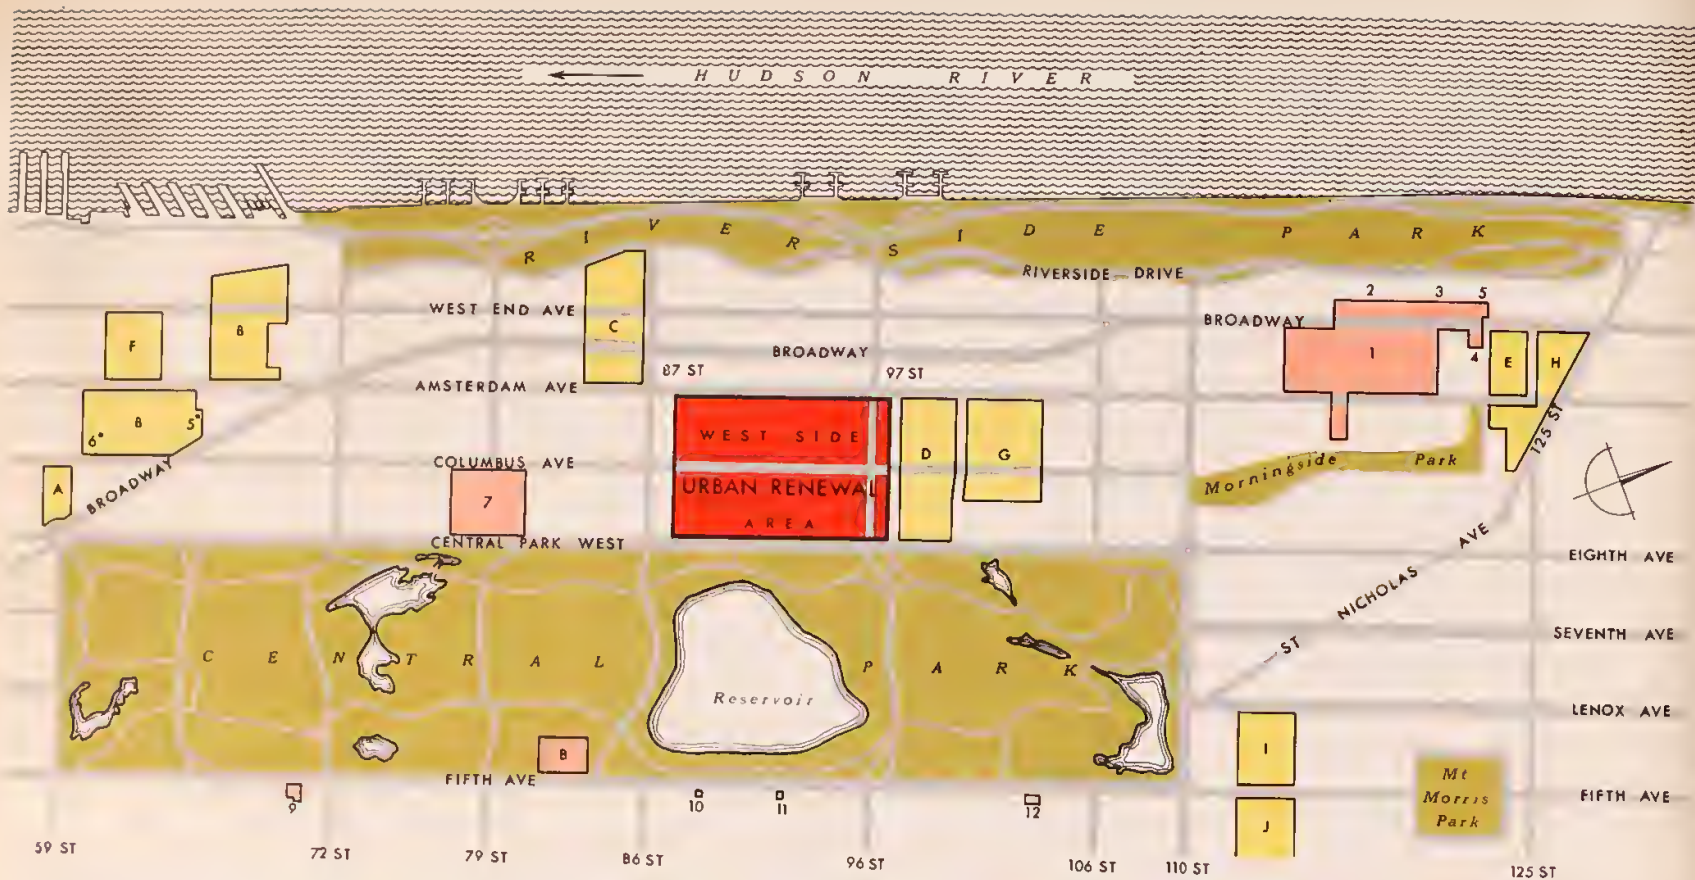 HUDSON RIVER
RIVERSIDE PARK
RIVERSIDE DRIVE
WEST END AVE
BROADWAY
2 3 5
F
B
C
BROADWAY
1
4
E
H
87 ST
97 ST
AMSTERDAM AVE
B
5
6
WEST SIDE
URBAN RENEWAL
AREA
D
G
125 ST
COLUMBUS AVE
Morningside Park
A
BROADWAY
7
CENTRAL PARK WEST
EIGHTH AVE
ST NICHOLAS AVE
SEVENTH AVE
CENTRAL PARK
Reservoir
LENOX AVE
8
I
FIFTH AVE
Mt
Morris
Park
FIFTH AVE
9
10
11
12
J
59 ST
72 ST
79 ST
86 ST
96 ST
106 ST
110 ST
125 ST